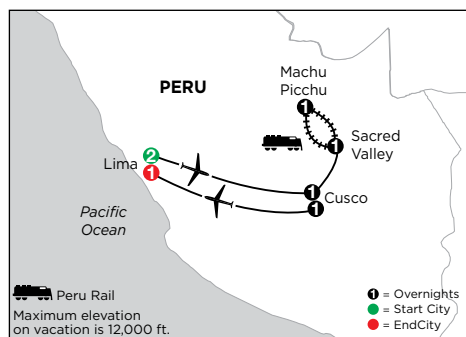 PERU
Machu
Picchu
1
Sacred
Valley
1
Lima
2
1
1
Cusco
1
Pacific
Ocean
Peru Rail
Maximum elevation
on vacation is 12,000 ft.
1 = Overnights
= Start City
= EndCity